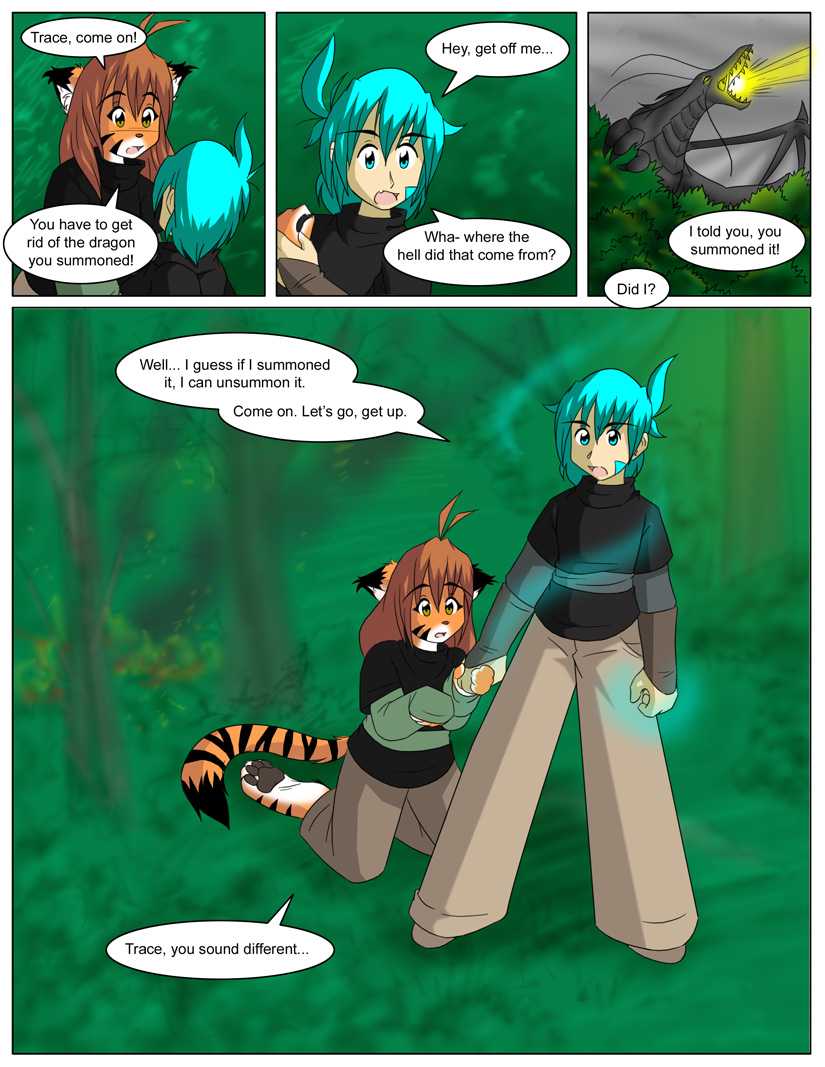 Trace, come on!
You have to get
rid of the dragon
you summoned!
Hey, get off me...
Wha- where the
hell did that come from?
I told you, you
summoned it!
Did I?
Well... I guess if I summoned
it, I can unsummon it.
Come on. Let's go, get up.
Trace, you sound different...